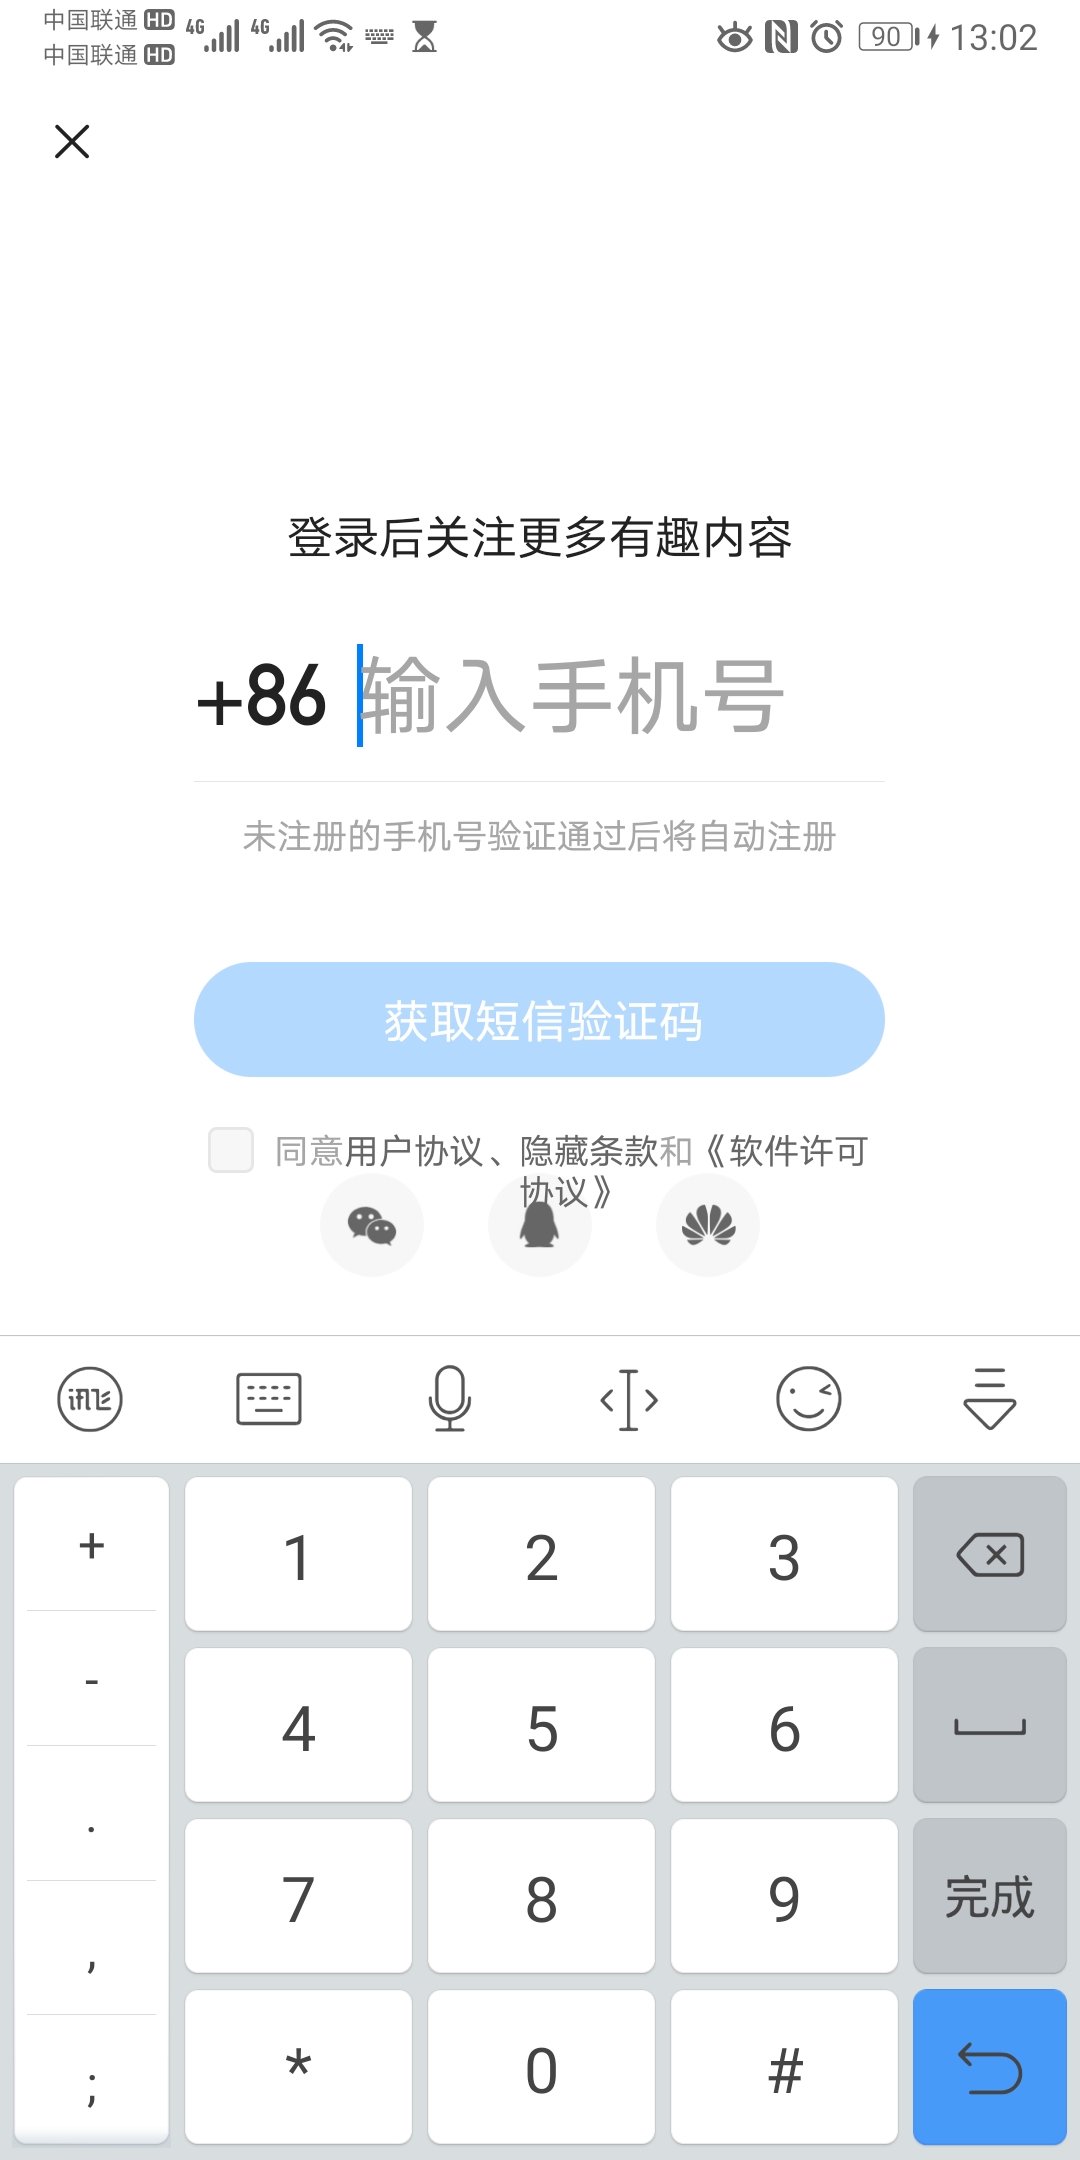 中国联通 HD 4G 4G 90 13:02
中国联通 HD
登录后关注更多有趣内容
+86 输入手机号
未注册的手机号验证通过后将自动注册
获取短信验证码
同意用户协议、隐藏条款和《软件许可
协议》
+ 1 2 3
- 4 5 6
. 7 8 9 完成
, * 0 #
;